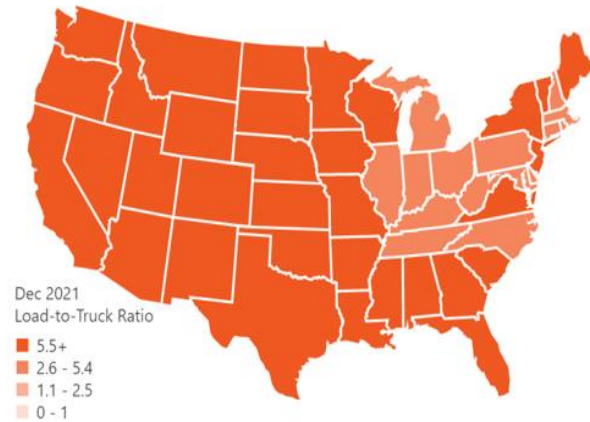 Dec 2021
Load-to-Truck Ratio
5.5+
2.6 - 5.4
1.1 - 2.5
0 - 1